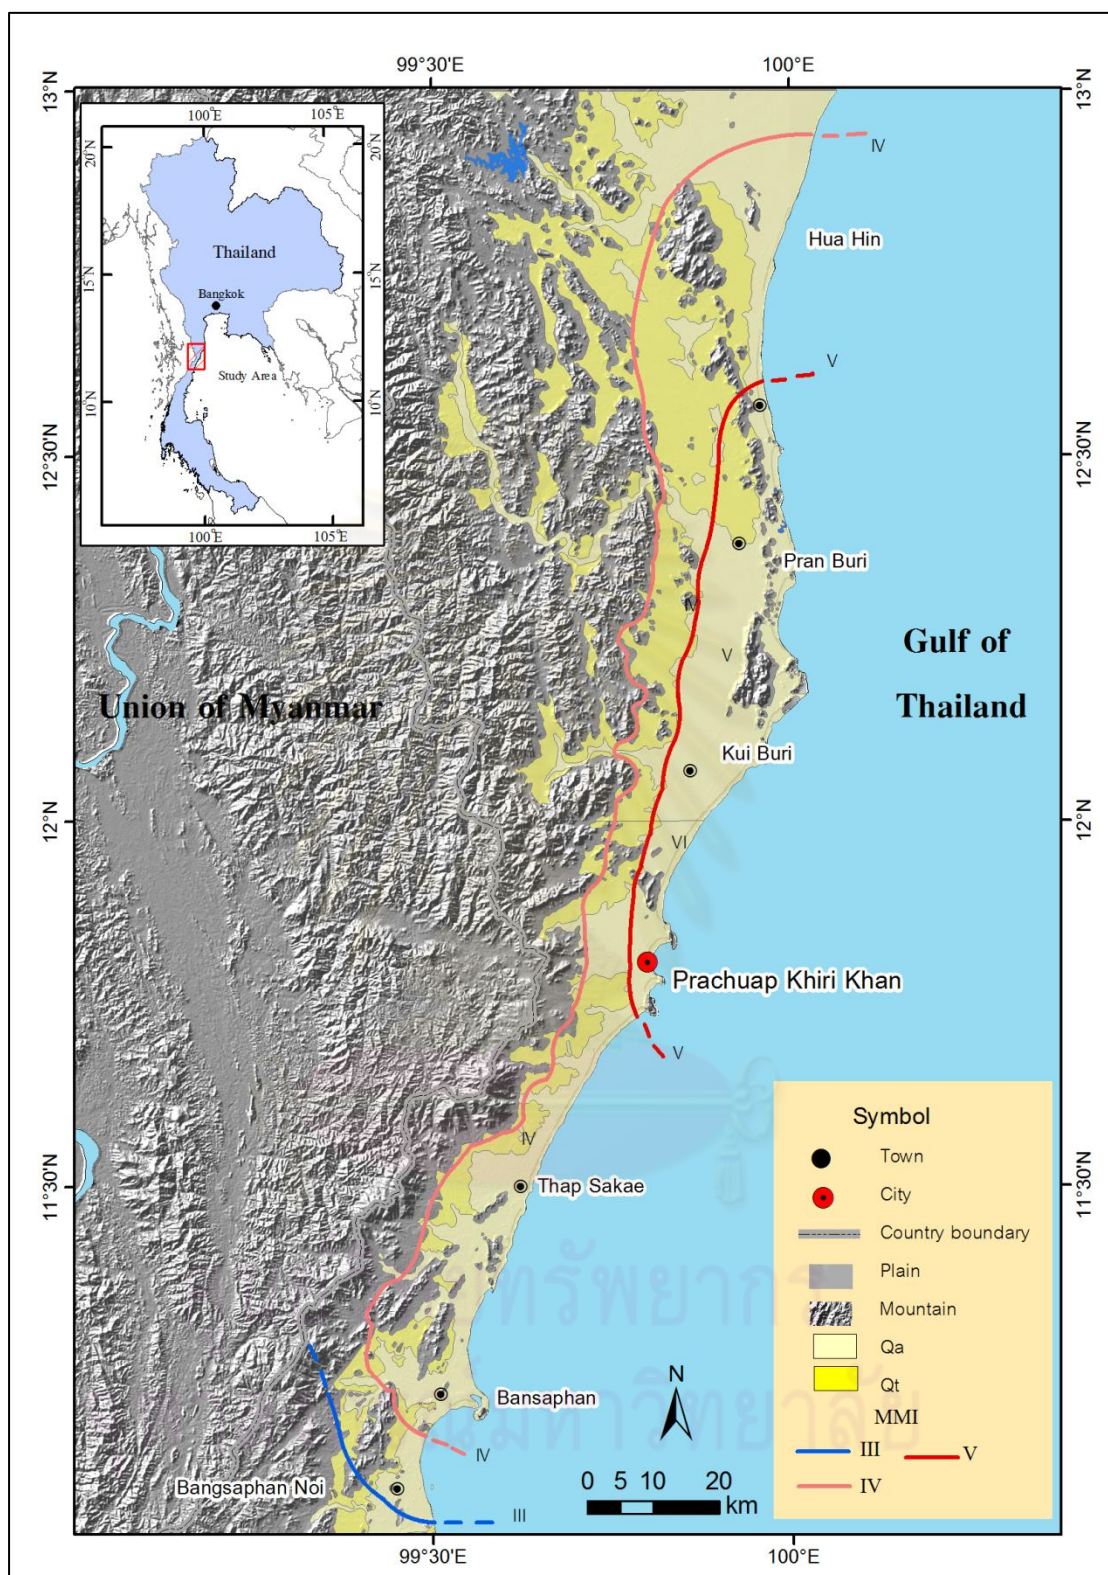 99°30'E
100°E
13°N
13°N
100°E
105°E
20°N
20°N
Thailand
Bangkok
15°N
15°N
Study Area
10°N
10°N
100°E
105°E
IV
Hua Hin
V
12°30'N
12°30'N
Pran Buri
IV
V
Gulf of
Thailand
Union of Myanmar
Kui Buri
12°N
12°N
VI
Prachuap Khiri Khan
V
IV
Thap Sakae
11°30'N
11°30'N
Bansaphan
IV
Bangsaphan Noi
III
N
0 5 10 20
km
Symbol
Town
City
Country boundary
Plain
Mountain
Qa
Qt
MMI
III
V
IV
99°30'E
100°E